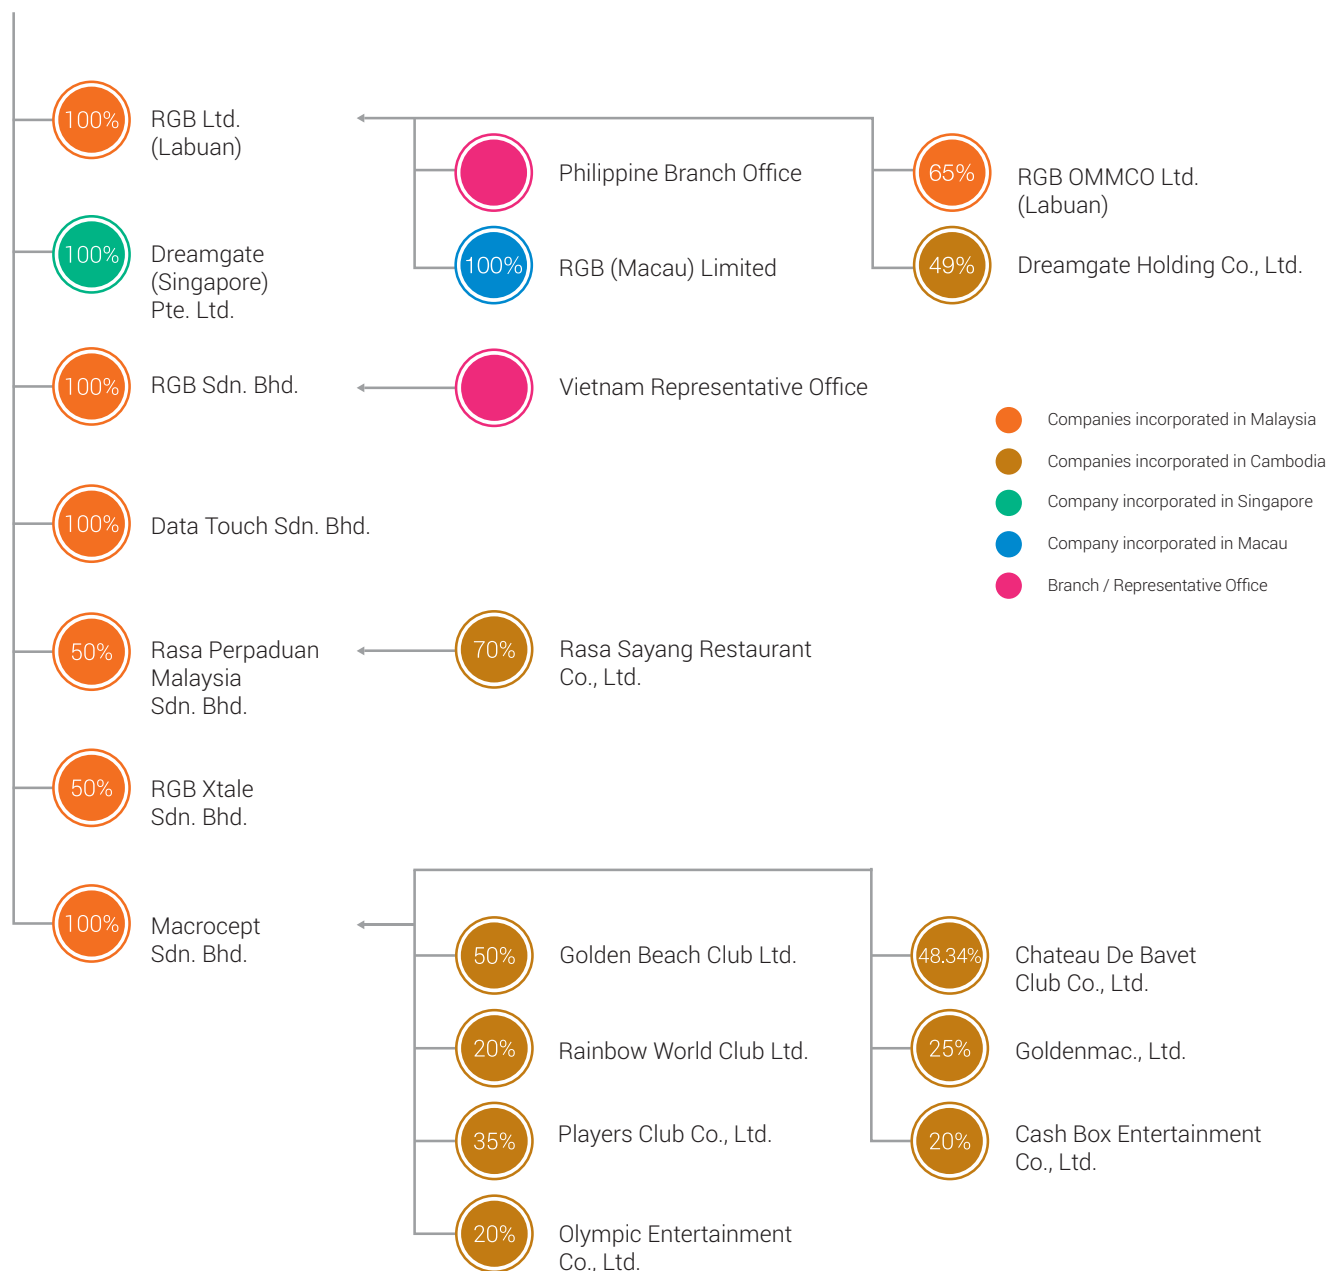 100%
RGB Ltd.
(Labuan)
Philippine Branch Office
65%
RGB OMMCO Ltd.
(Labuan)
100%
Dreamgate
(Singapore)
Pte. Ltd.
100%
RGB (Macau) Limited
49%
Dreamgate Holding Co., Ltd.
100%
RGB Sdn. Bhd.
Vietnam Representative Office
Companies incorporated in Malaysia
Companies incorporated in Cambodia
Company incorporated in Singapore
Company incorporated in Macau
Branch / Representative Office
100%
Data Touch Sdn. Bhd.
50%
Rasa Perpaduan
Malaysia
Sdn. Bhd.
70%
Rasa Sayang Restaurant
Co., Ltd.
50%
RGB Xtale
Sdn. Bhd.
100%
Macrocept
Sdn. Bhd.
50%
Golden Beach Club Ltd.
48.34%
Chateau De Bavet
Club Co., Ltd.
20%
Rainbow World Club Ltd.
25%
Goldenmac., Ltd.
35%
Players Club Co., Ltd.
20%
Cash Box Entertainment
Co., Ltd.
20%
Olympic Entertainment
Co., Ltd.